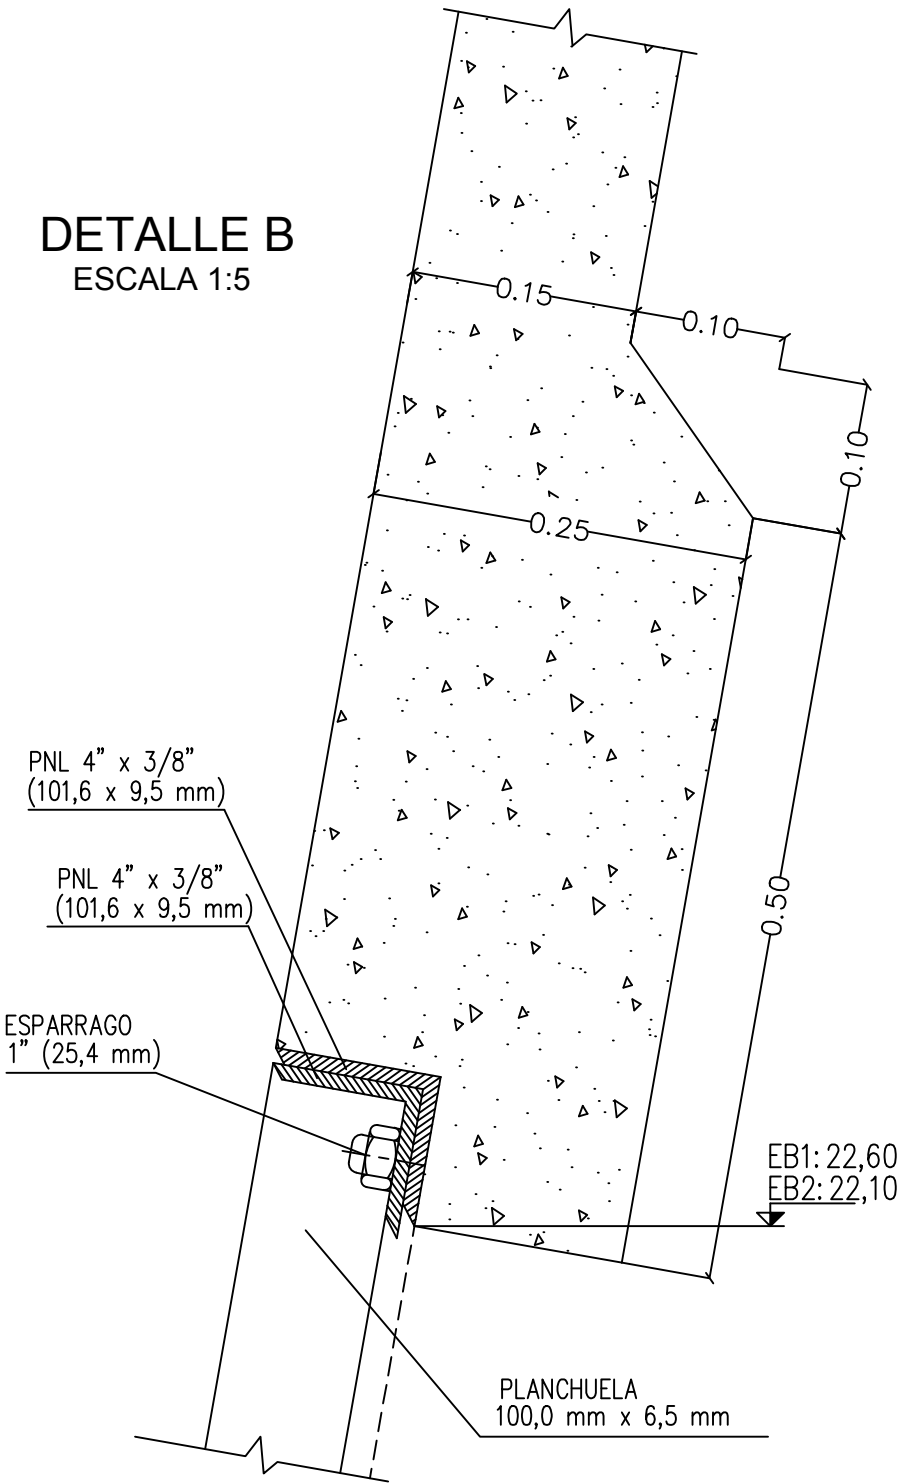 DETALLE B
ESCALA 1:5
0.15
0.10
0.10
0.25
PNL 4” x 3/8”
(101,6 x 9,5 mm)
PNL 4” x 3/8”
(101,6 x 9,5 mm)
0.50
ESPARRAGO
1” (25,4 mm)
EB1: 22,60
EB2: 22,10
PLANCHUELA
100,0 mm x 6,5 mm